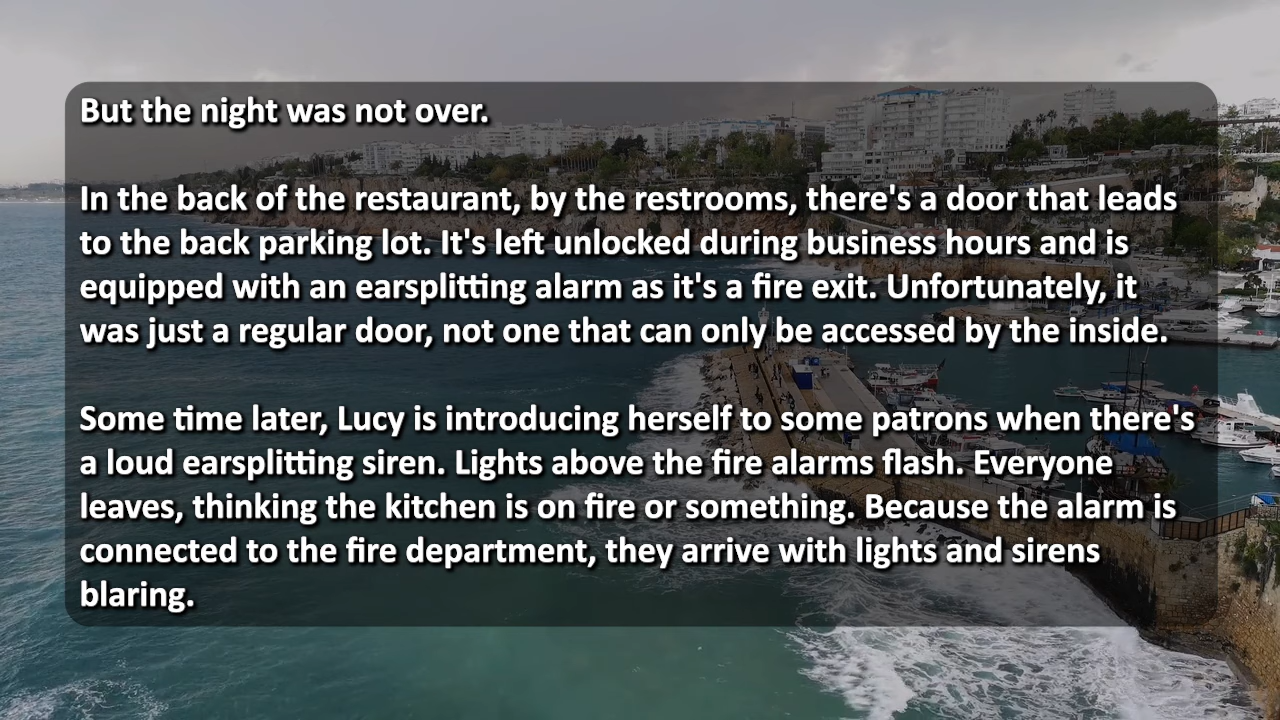 But the night was not over.
In the back of the restaurant, by the restrooms, there's a door that leads
to the back parking lot. It's left unlocked during business hours and is
equipped with an earsplitting alarm as it's a fire exit. Unfortunately, it
was just a regular door, not one that can only be accessed by the inside.
Some time later, Lucy is introducing herself to some patrons when there's
a loud earsplitting siren. Lights above the fire alarms flash. Everyone
leaves, thinking the kitchen is on fire or something. Because the alarm is
connected to the fire department, they arrive with lights and sirens
blaring.